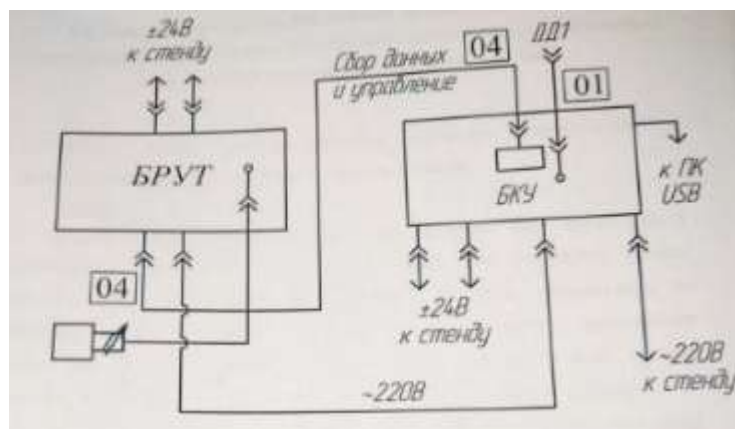 ±24В
к стенду
Сбор данных
и управление
04
ДД1
01
БРУТ
БКУ
к ПК
USB
04
±24В
к стенду
~220В
к стенду
~220В